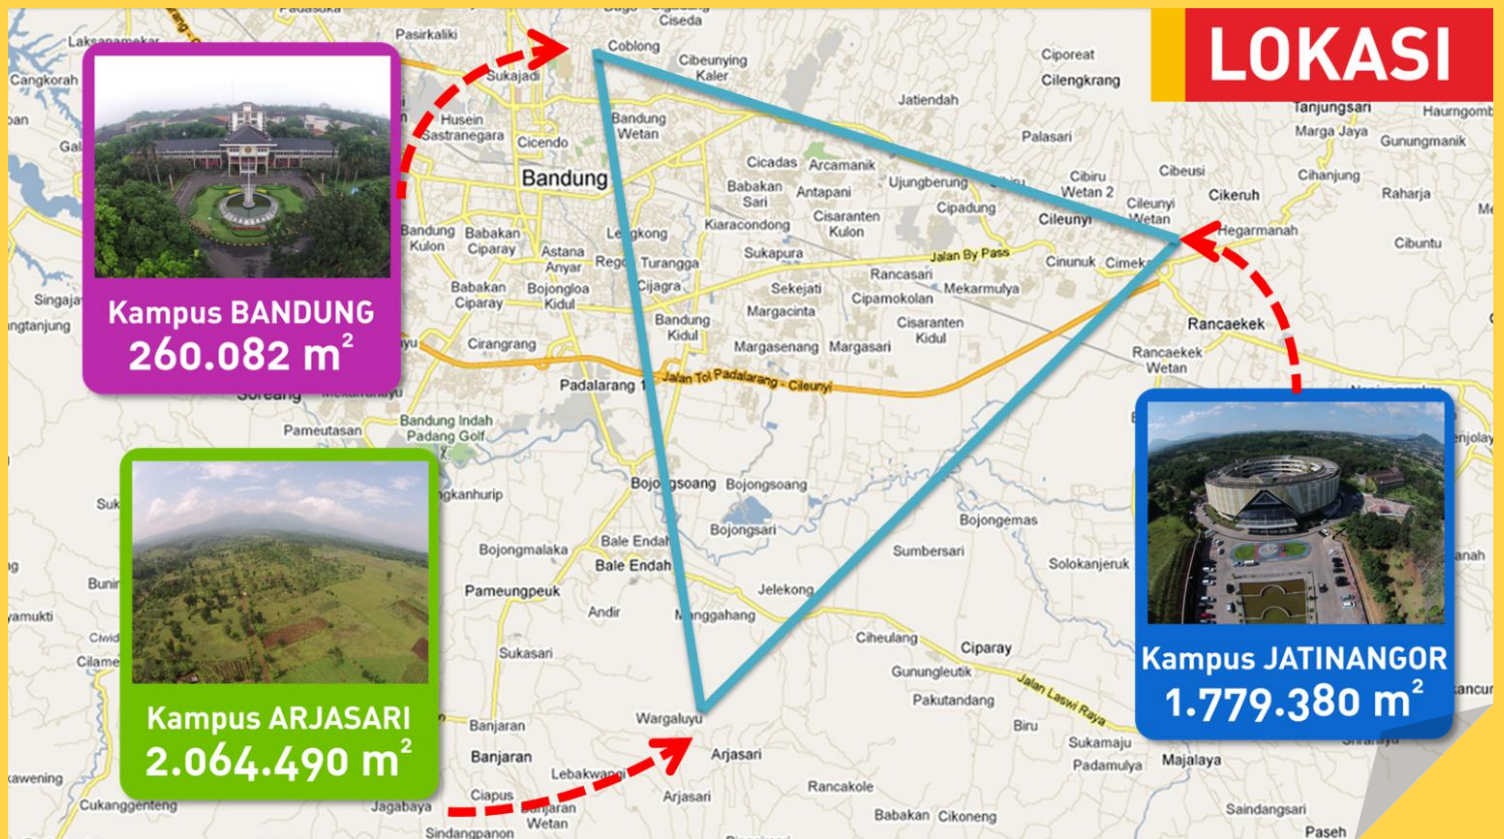 LOKASI
Kampus BANDUNG
260.082 m²
Kampus ARJASARI
2.064.490 m²
Kampus JATINANGOR
1.779.380 m²
Pasirkaliki
Ciseda
Coblong
Cibeunying
Kaler
Ciporeat
Cilengkrang
Cangkorah
Sukajadi
Jatiendah
Tanjungsari
Husein
Sastranegara
Bandung
Wetan
Cicendo
Palasari
Marga Jaya
Gunungmanik
Bandung
Cicadas
Arcamanik
Babakan
Sari
Antapani
Ujungberung
Cibiru
Wetan 2
Cibeusi
Cihanjung
Cikeruh
Raharja
Cipadung
Cileunyi
Cileunyi
Wetan
Kiaracondong
Cisaranten
Kulon
Hegarmanah
Cibuntu
Bandung
Kulon
Babakan
Ciparay
Astana
Anyar
Turangga
Sukapura
Jalan By Pass
Cinunuk
Rancasari
Mekarmulya
Babakan
Ciparay
Bojongloa
Kidul
Cijagra
Sekejati
Cipamokolan
Margacinta
Bandung
Kidul
Cisaranten
Kidul
Rancaekek
Cirangrang
Margasenang
Margasari
Rancaekek
Wetan
Padalarang 1
Jalan Tol Padalarang - Cileunyi
Pameutasan
Bandung Indah
Padang Golf
Bojongsoang
Bojongsari
Bojongemas
Bojongmalaka
Bale Endah
Bale Endah
Sumbersari
Solokanjeruk
Pameungpeuk
Jelekong
Andir
Manggahang
Ciheulang
Ciparay
Sukasari
Gunungleutik
Jalan Laswi Raya
Pakutandang
Wargaluyu
Biru
Banjaran
Banjaran
Arjasari
Sukamaju
Padamulya
Majalaya
Lebakwangi
Rancakole
Ciapus
Arjasari
Cukanggenteng
Jagabaya
Banjaran
Wetan
Babakan
Cikoneng
Saindangsari
Sindangpanon
Paseh